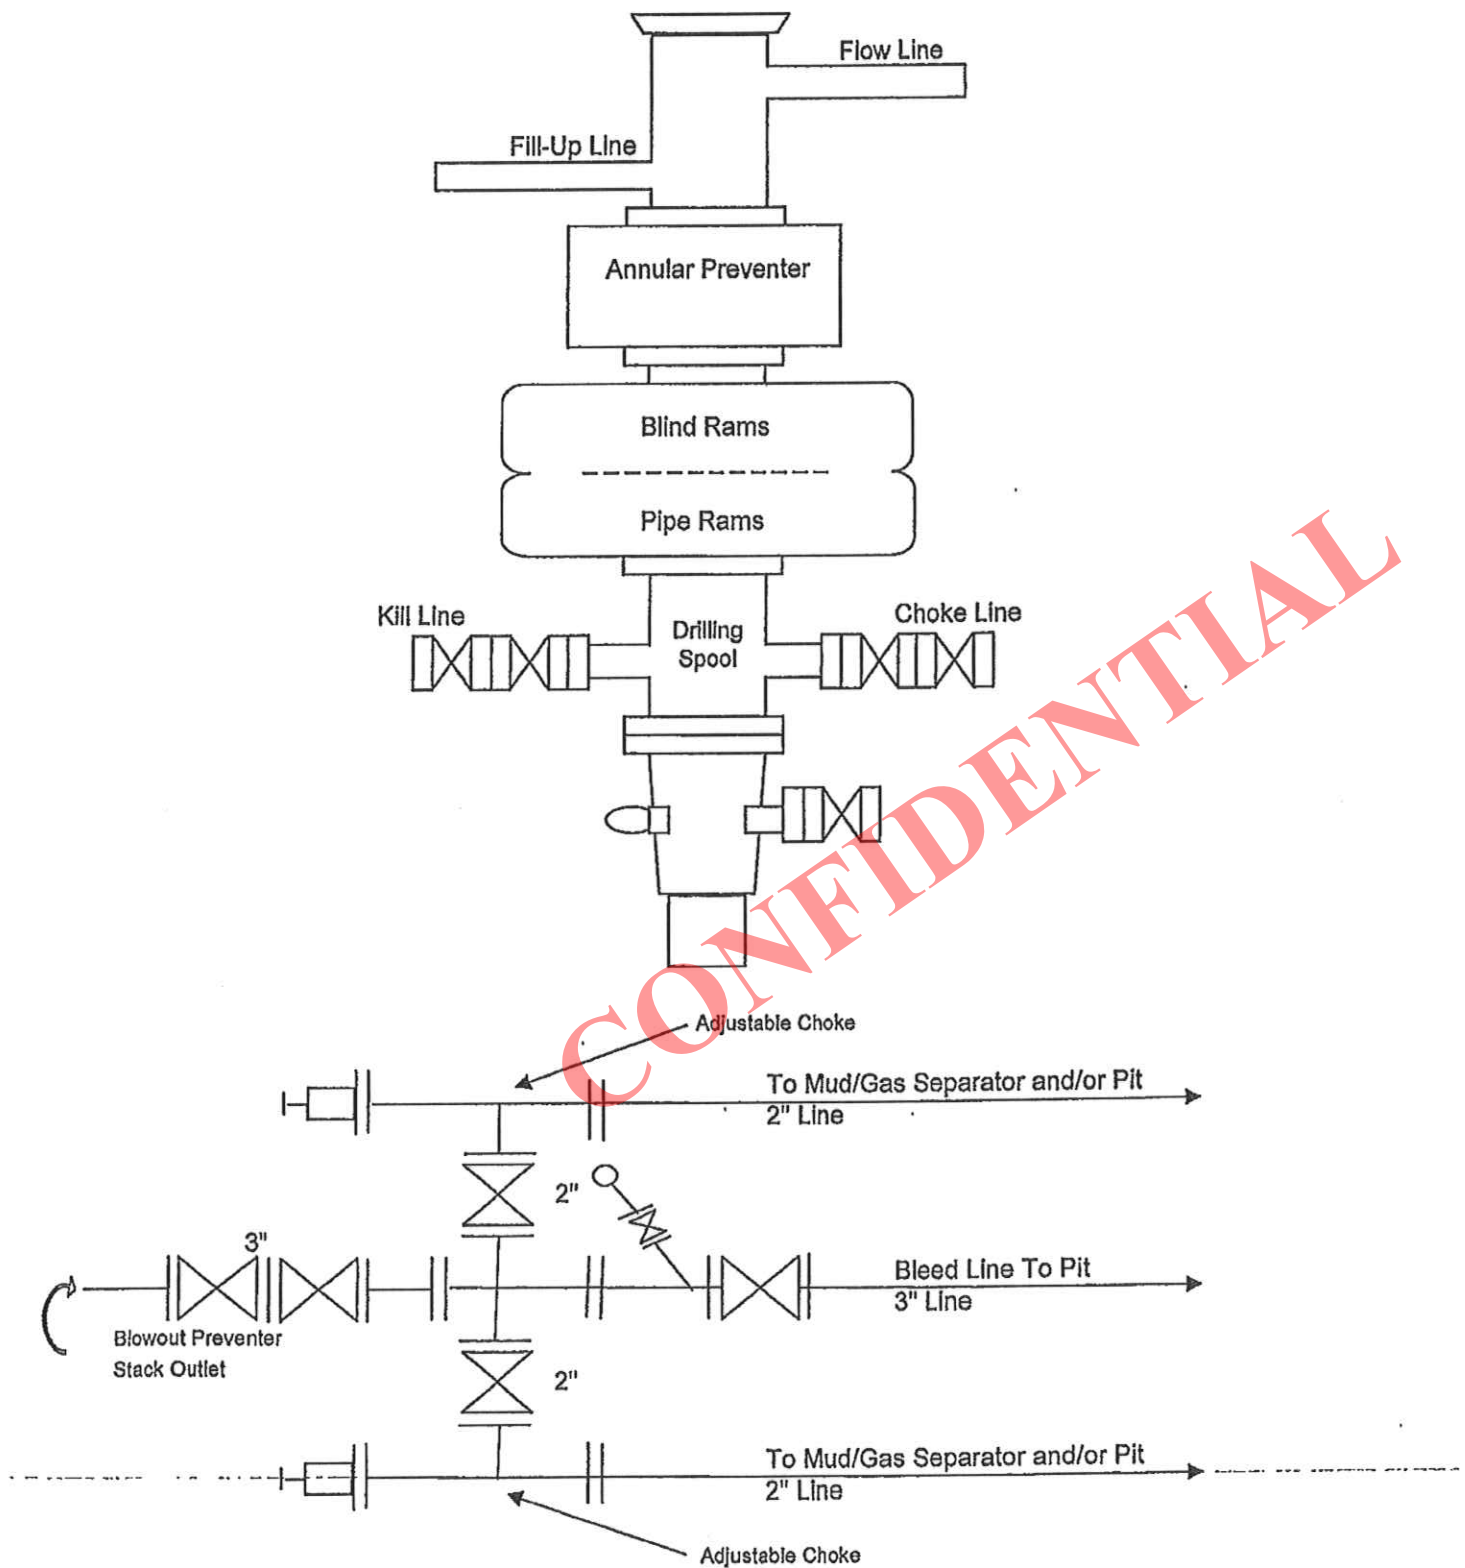 Flow Line
Fill-Up Line
Annular Preventer
Blind Rams
Pipe Rams
Kill Line
Choke Line
Drilling
Spool
CONFIDENTIAL
Adjustable Choke
To Mud/Gas Separator and/or Pit
2" Line
2"
3"
Bleed Line To Pit
3" Line
Blowout Preventer
Stack Outlet
2"
To Mud/Gas Separator and/or Pit
2" Line
Adjustable Choke